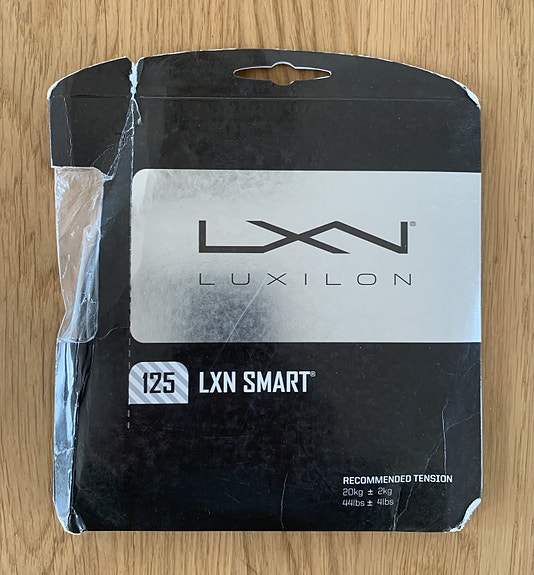 LXN®
LUXILON
125 LXN SMART®
RECOMMENDED TENSION
20kg ± 2kg
44lbs ± 4lbs